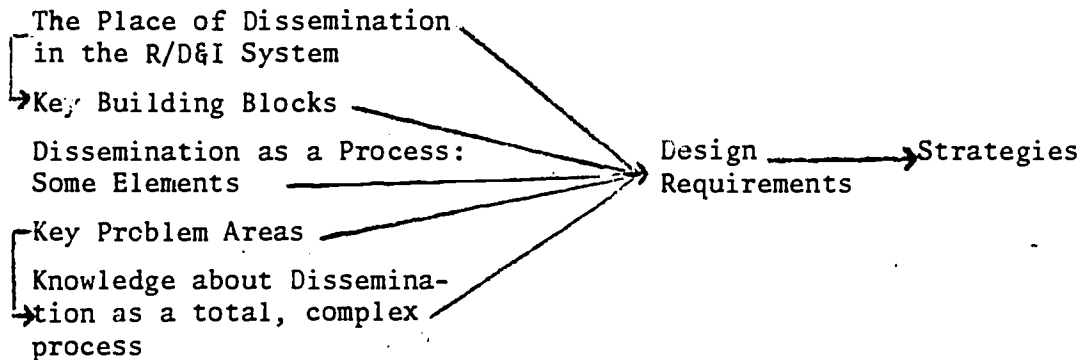 The Place of Dissemination
in the R/D&I System
Key Building Blocks
Dissemination as a Process:
Some Elements
Key Problem Areas
Knowledge about Dissemina-
tion as a total, complex
process
Design
Requirements
Strategies